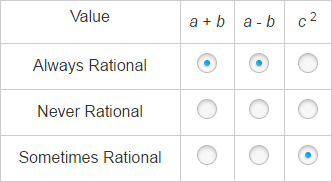 Value a + b a - b c ²
Always Rational
Never Rational
Sometimes Rational